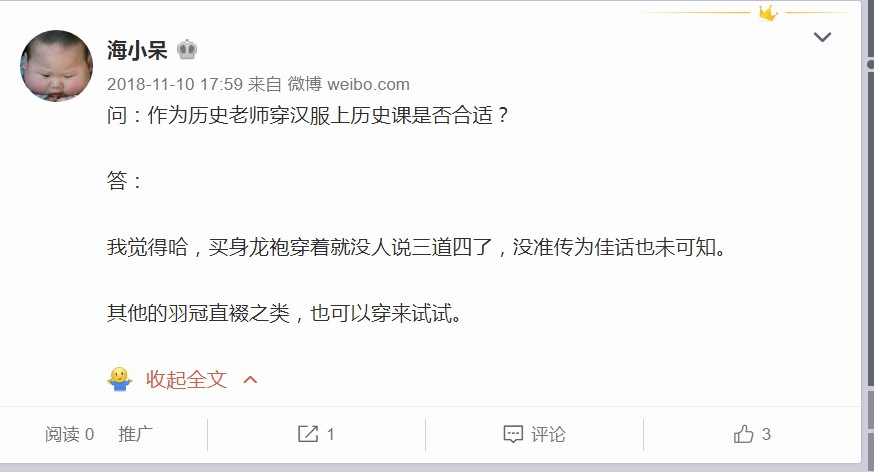 海小呆
2018-11-10 17:59 来自 微博 weibo.com
问：作为历史老师穿汉服上历史课是否合适？
答：
我觉得哈，买身龙袍穿着就没人说三道四了，没准传为佳话也未可知。
其他的羽冠直裰之类，也可以穿来试试。
收起全文
阅读 0 推广 1 评论 3